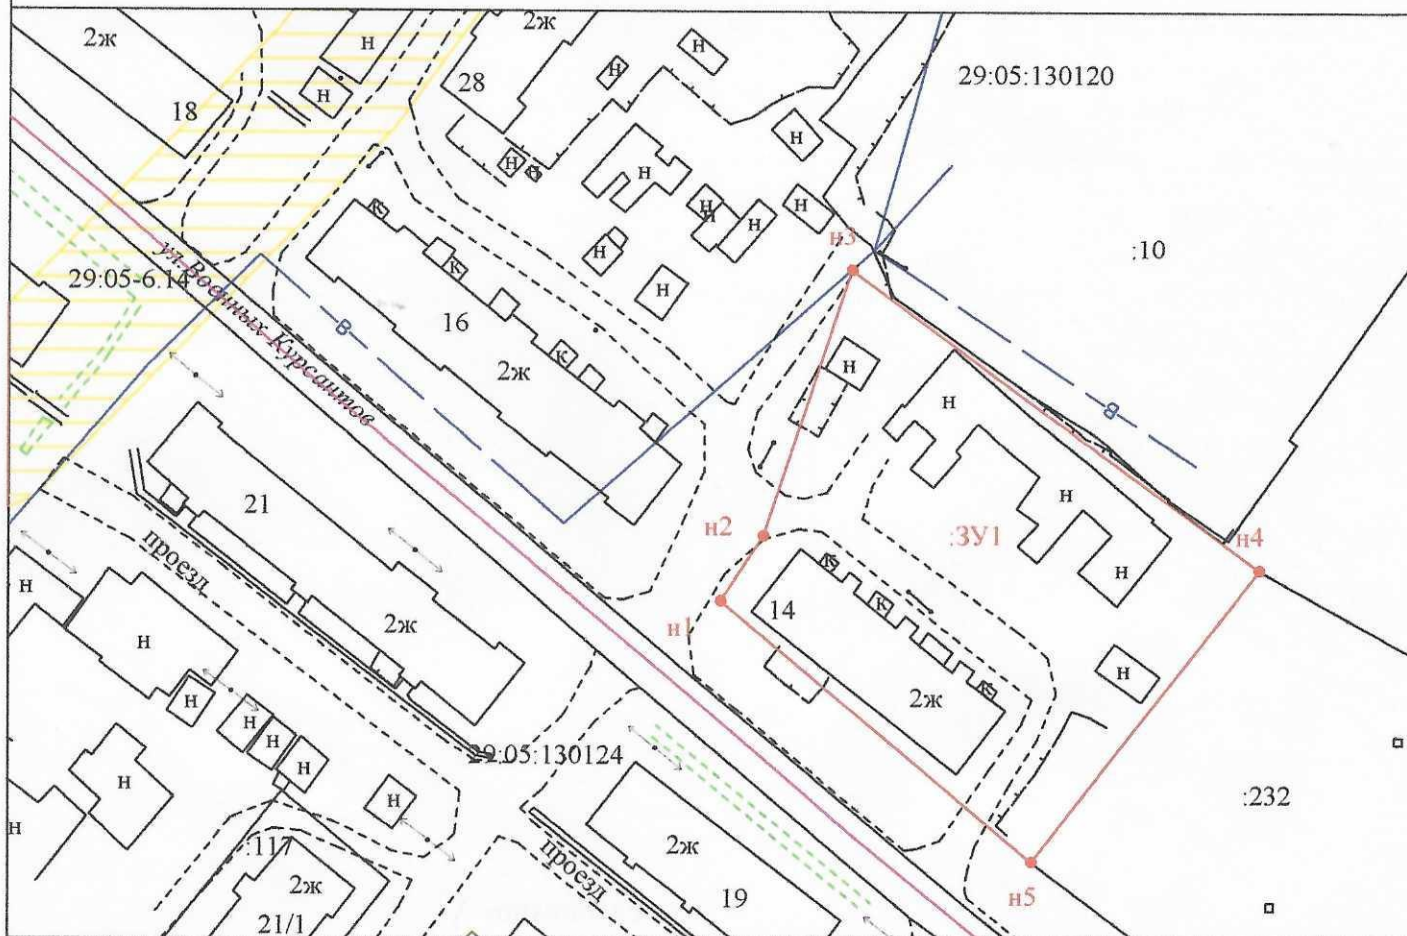 2ж
18
н
н
28
2ж
н
н
29:05:130120
н
н
н
н
н
н
н
н
н
н
н3
:10
ул.Военных Курсантов
29:05-6.14
к
к
16
2ж
к
В
н
В
н
н
н
н2
:ЗУ1
н4
21
проезд
2ж
н
н
н1
14
к
к
к
2ж
н
н
н
н
н
н
н
29:05:130124
:232
н
:117
2ж
21/1
проезд
2ж
19
н5